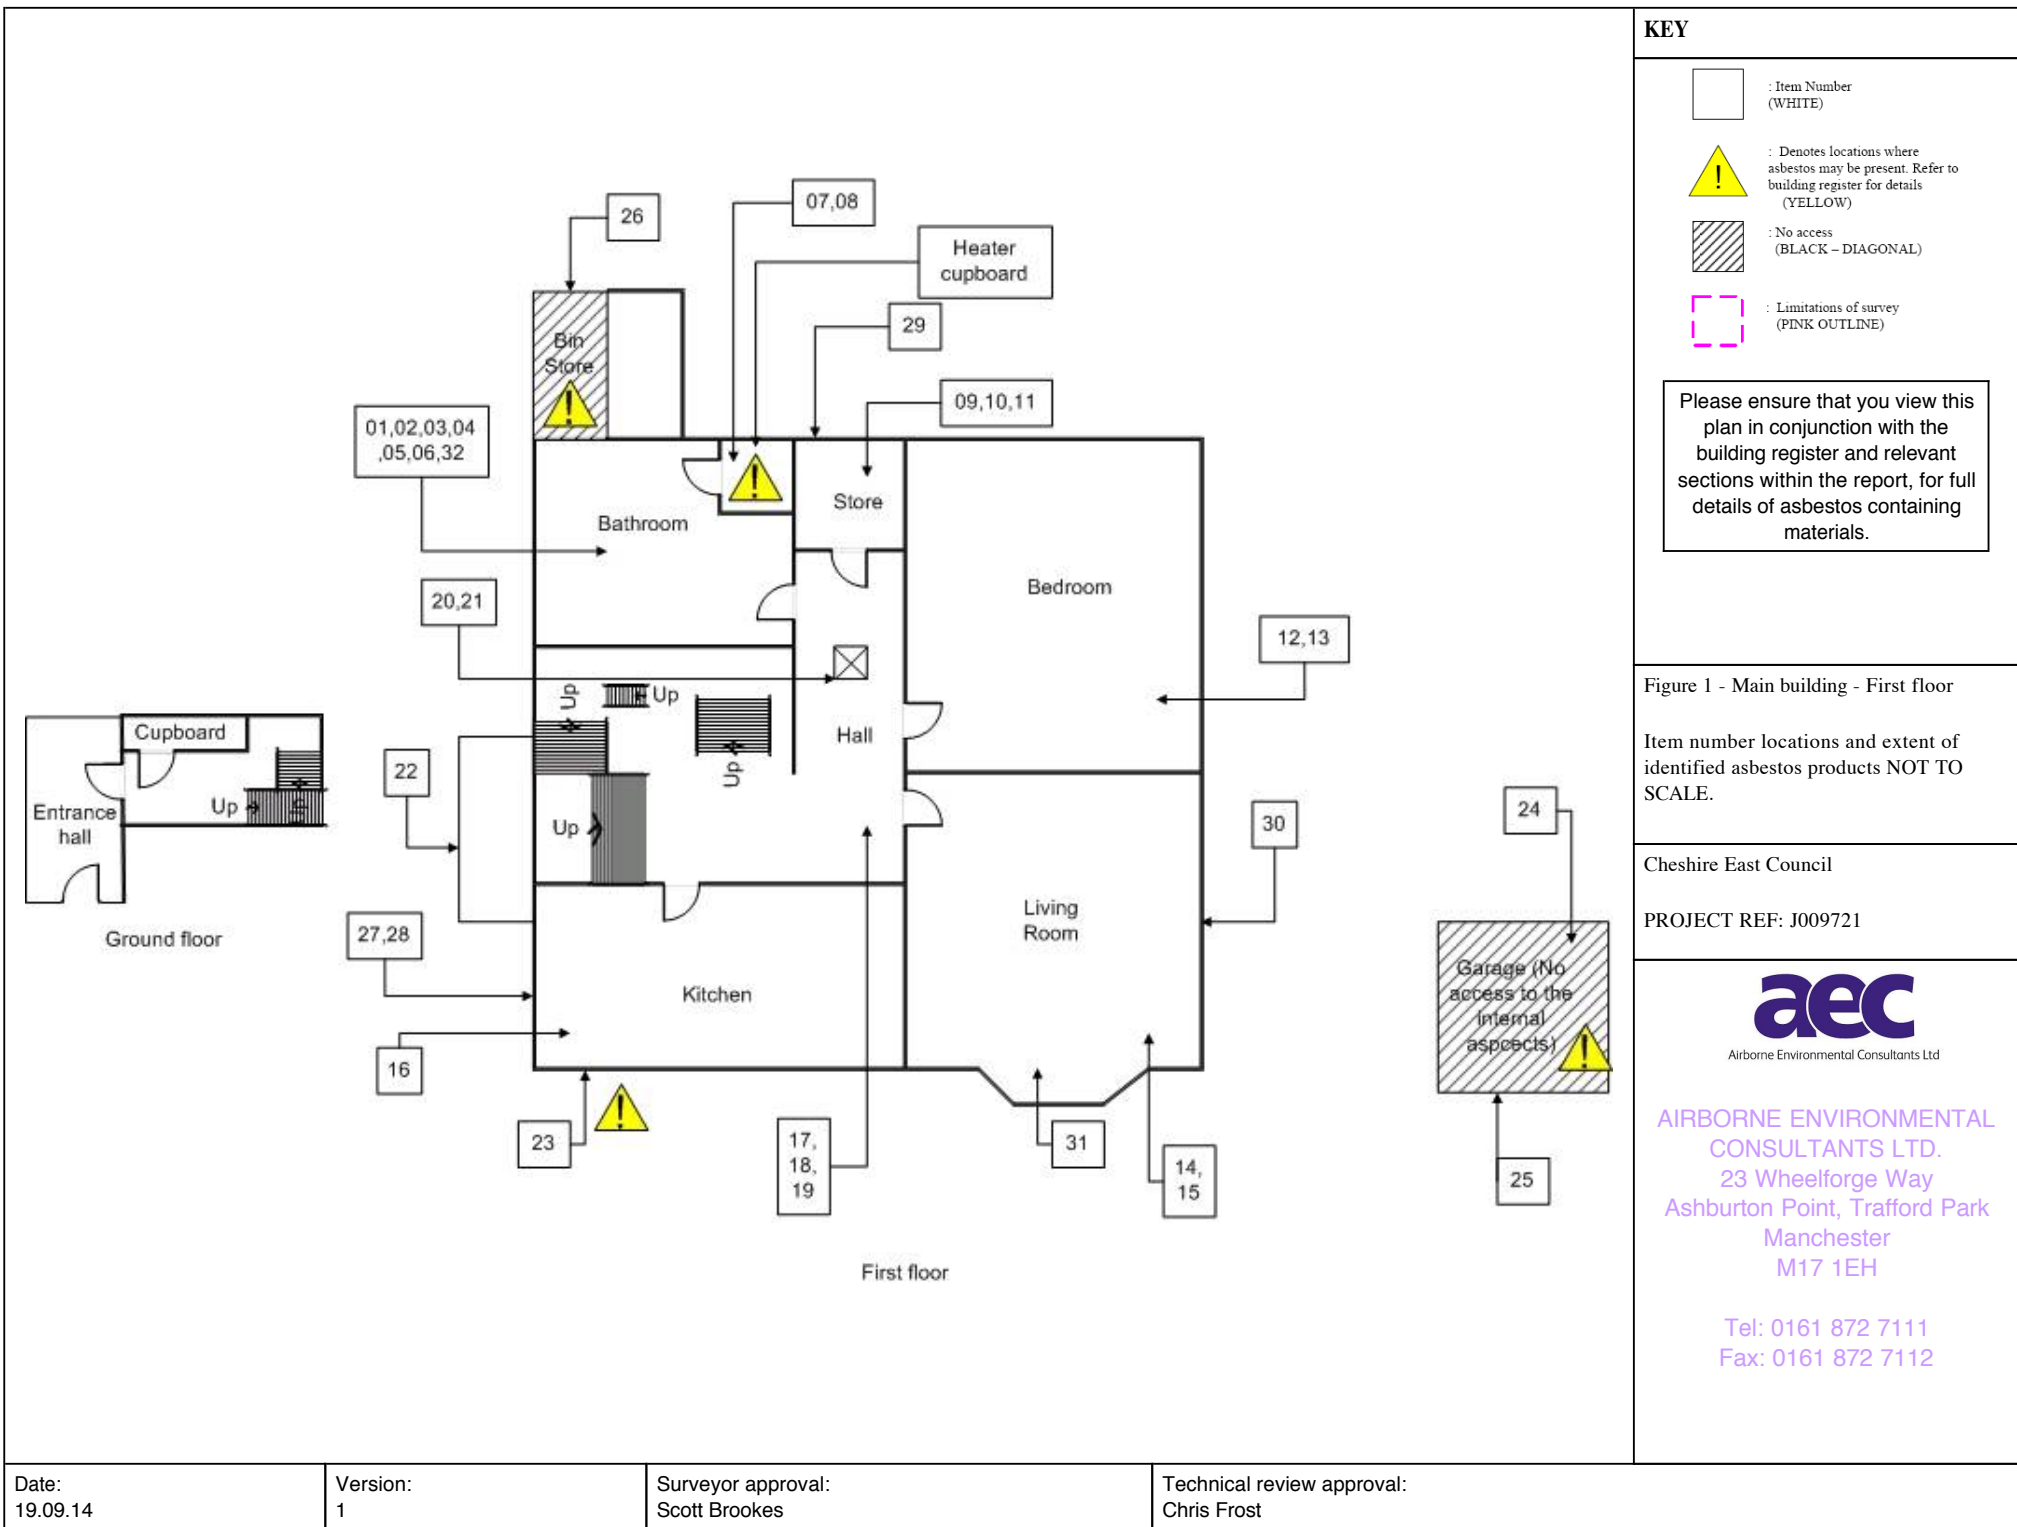 26
07,08
Heater
cupboard
29
09,10,11
Bin
Store
01,02,03,04
,05,06,32
Bathroom
Store
Bedroom
20,21
12,13
Up
Up
Up
Hall
22
Up
Cupboard
Entrance
hall
Up
Up
Ground floor
24
30
Living
Room
27,28
Kitchen
Garage (No
access to the
internal
aspcects)
16
23
17,
18,
19
31
14,
15
25
First floor
KEY
: Item Number
(WHITE)
: Denotes locations where
asbestos may be present. Refer to
building register for details
(YELLOW)
: No access
(BLACK – DIAGONAL)
: Limitations of survey
(PINK OUTLINE)
Please ensure that you view this
plan in conjunction with the
building register and relevant
sections within the report, for full
details of asbestos containing
materials.
Figure 1 - Main building - First floor
Item number locations and extent of
identified asbestos products NOT TO
SCALE.
Cheshire East Council
PROJECT REF: J009721
aec
Airborne Environmental Consultants Ltd
AIRBORNE ENVIRONMENTAL
CONSULTANTS LTD.
23 Wheelforge Way
Ashburton Point, Trafford Park
Manchester
M17 1EH
Tel: 0161 872 7111
Fax: 0161 872 7112
Date:
19.09.14
Version:
1
Surveyor approval:
Scott Brookes
Technical review approval:
Chris Frost